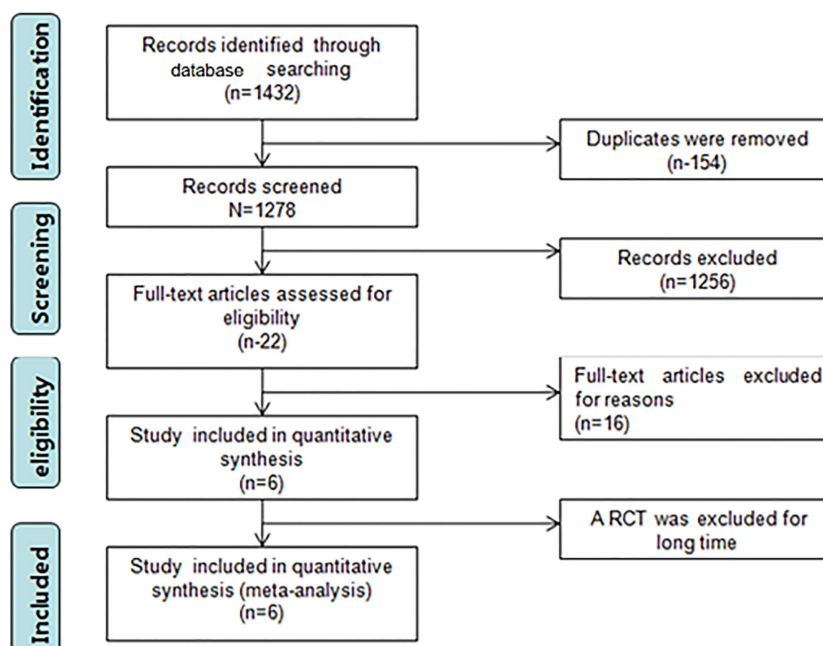 Identification
Records identified through
database searching
(n=1432)
Duplicates were removed
(n-154)
Records screened
N=1278
Screening
Records excluded
(n=1256)
Full-text articles assessed for
eligibility
(n-22)
eligibility
Full-text articles excluded
for reasons
(n=16)
Study included in quantitative
synthesis
(n=6)
A RCT was excluded for
long time
Included
Study included in quantitative
synthesis (meta-analysis)
(n=6)